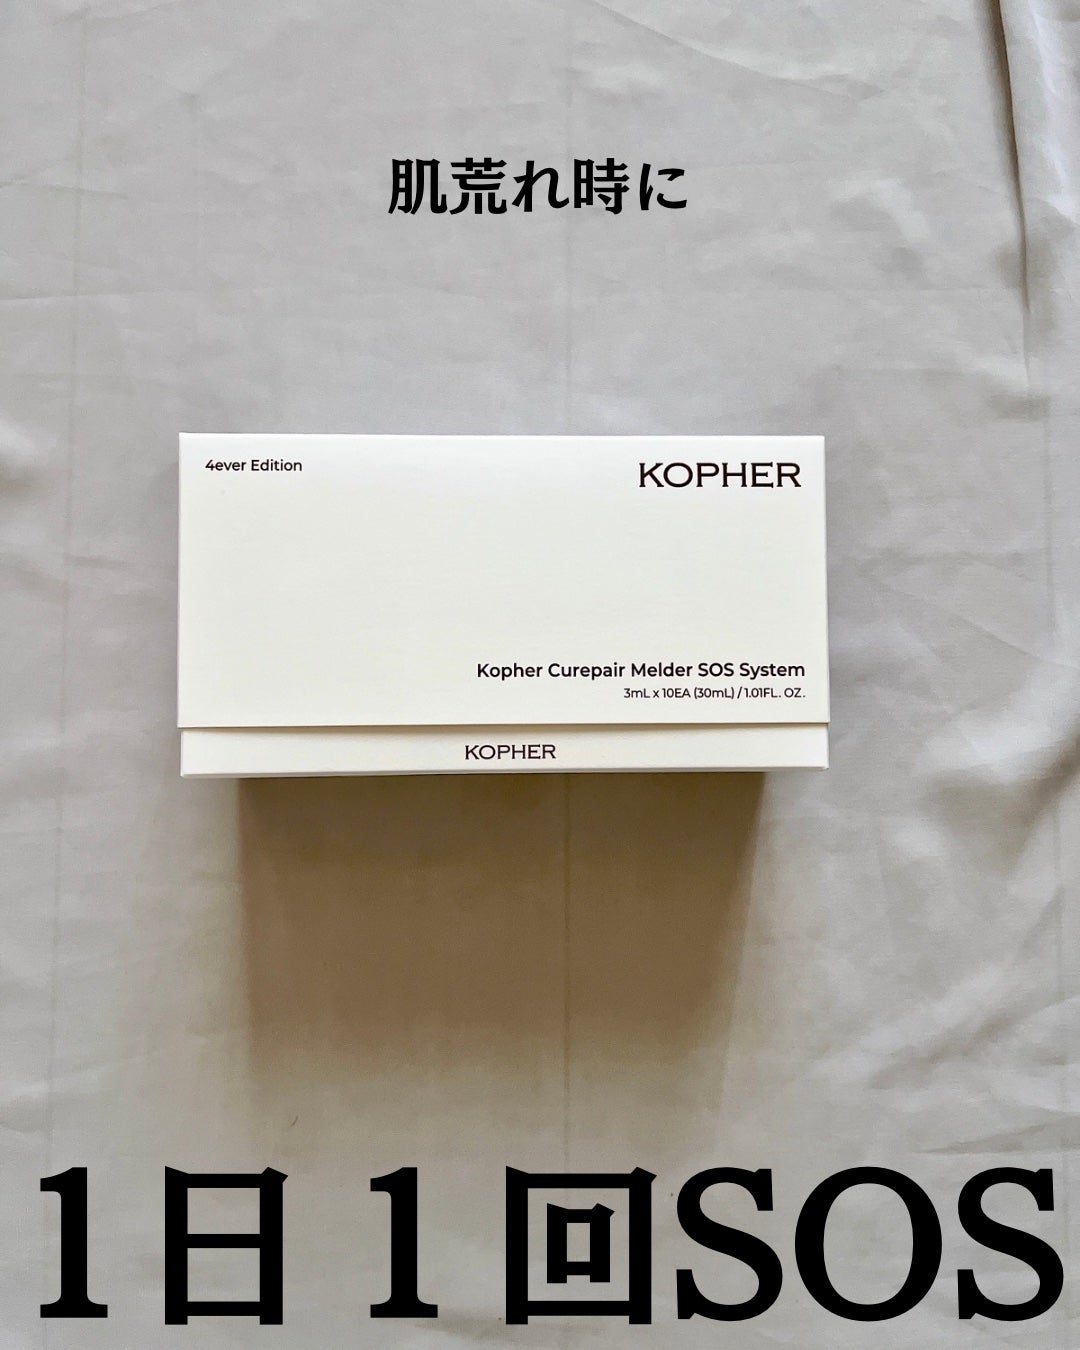 肌荒れ時に
4ever Edition
KOPHER
Kopher Curepair Melder SOS System
3mL x 10EA (30mL) / 1.01FL. OZ.
KOPHER
1日1回SOS